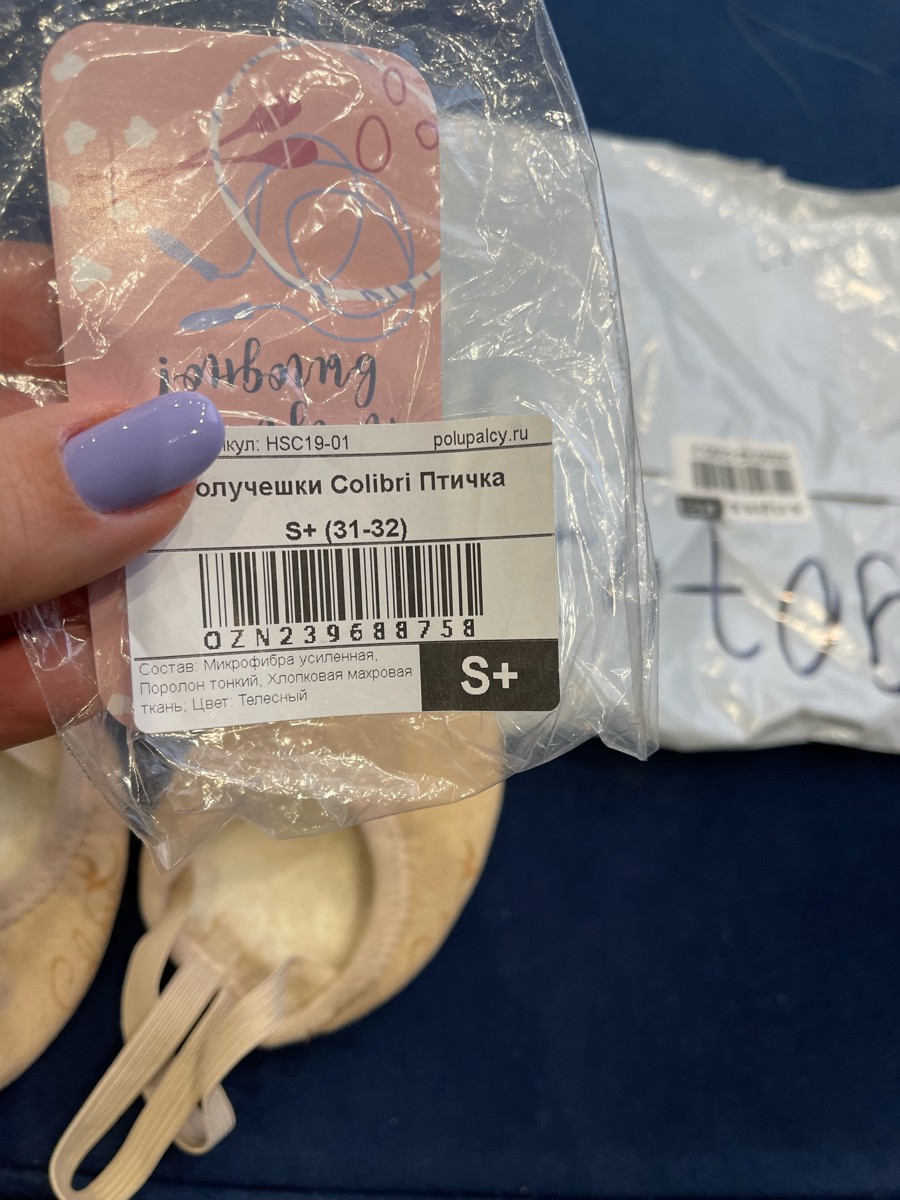 выгодно!
кул: HSC19-01 polupalcy.ru
олучешки Colibri Птичка
S+ (31-32)
OZN239688758
Состав: Микрофибра усиленная,
Поролон тонкий, Хлопковая махровая
ткань; Цвет: Телесный
S+